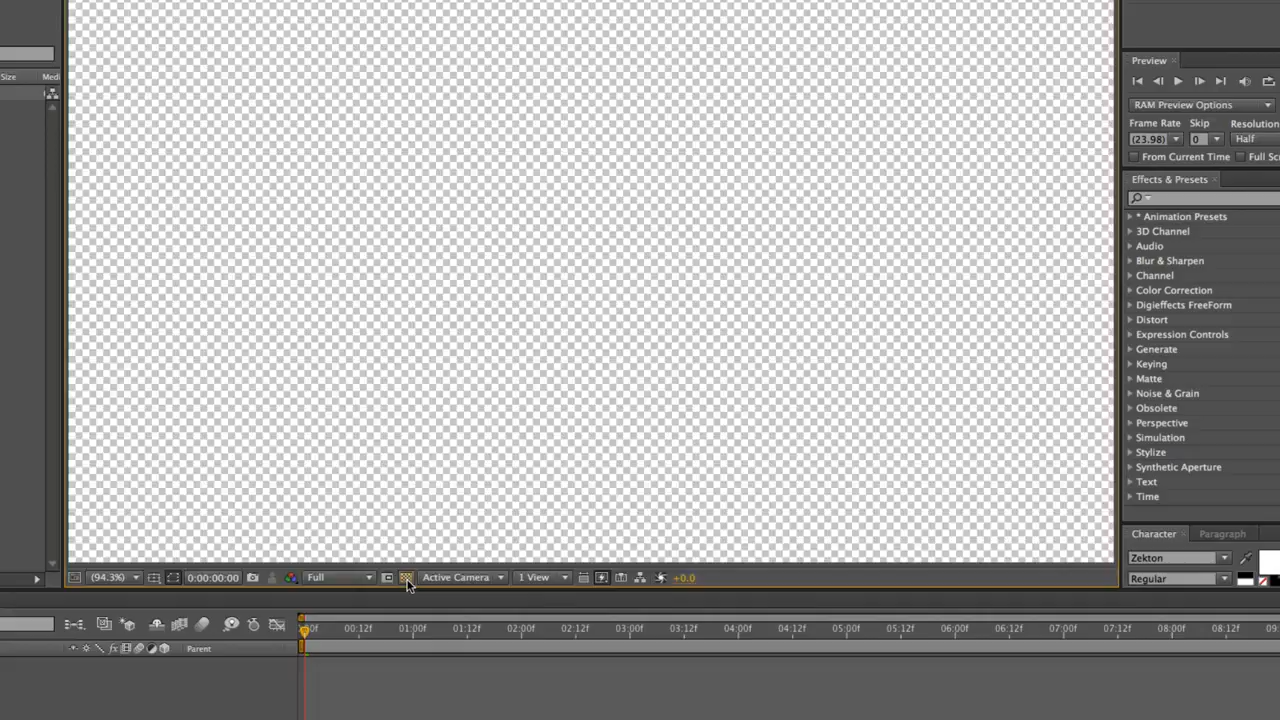 Size Medi
Preview
RAM Preview Options
Frame Rate Skip Resolution
(23.98) 0 Half
From Current Time Full Sc
Effects & Presets
* Animation Presets
3D Channel
Audio
Blur & Sharpen
Channel
Color Correction
Digieffects FreeForm
Distort
Expression Controls
Generate
Keying
Matte
Noise & Grain
Obsolete
Perspective
Simulation
Stylize
Synthetic Aperture
Text
Time
Character Paragraph
Zekton
Regular
(94.3%) 0:00:00:00 Full Active Camera 1 View +0.0
00:12f 01:00f 01:12f 02:00f 02:12f 03:00f 03:12f 04:00f 04:12f 05:00f 05:12f 06:00f 06:12f 07:00f 07:12f 08:00f 08:12f 09:
fx Parent